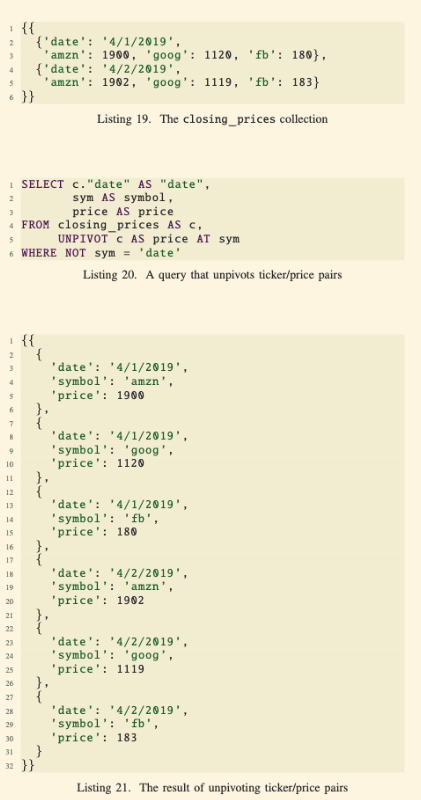 1 {{
2 {'date': '4/1/2019',
3 'amzn': 1900, 'goog': 1120, 'fb': 180},
4 {'date': '4/2/2019',
5 'amzn': 1902, 'goog': 1119, 'fb': 183}
6 }}
Listing 19. The closing_prices collection
1 SELECT c."date" AS "date",
2 sym AS symbol,
3 price AS price
4 FROM closing_prices AS c,
5 UNPIVOT c AS price AT sym
6 WHERE NOT sym = 'date'
Listing 20. A query that unpivots ticker/price pairs
1 {{
2 {
3 'date': '4/1/2019',
4 'symbol': 'amzn',
5 'price': 1900
6 },
7 {
8 'date': '4/1/2019',
9 'symbol': 'goog',
10 'price': 1120
11 },
12 {
13 'date': '4/1/2019',
14 'symbol': 'fb',
15 'price': 180
16 },
17 {
18 'date': '4/2/2019',
19 'symbol': 'amzn',
20 'price': 1902
21 },
22 {
23 'date': '4/2/2019',
24 'symbol': 'goog',
25 'price': 1119
26 },
27 {
28 'date': '4/2/2019',
29 'symbol': 'fb',
30 'price': 183
31 }
32 }}
Listing 21. The result of unpivoting ticker/price pairs